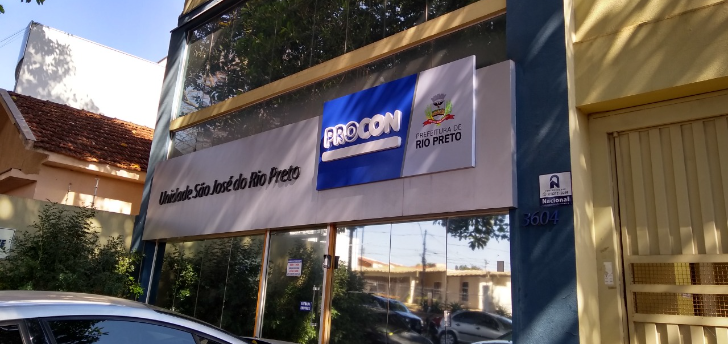 PROCON
PREFEITURA DE
RIO PRETO
Unidade São José do Rio Preto
Nacional
3604